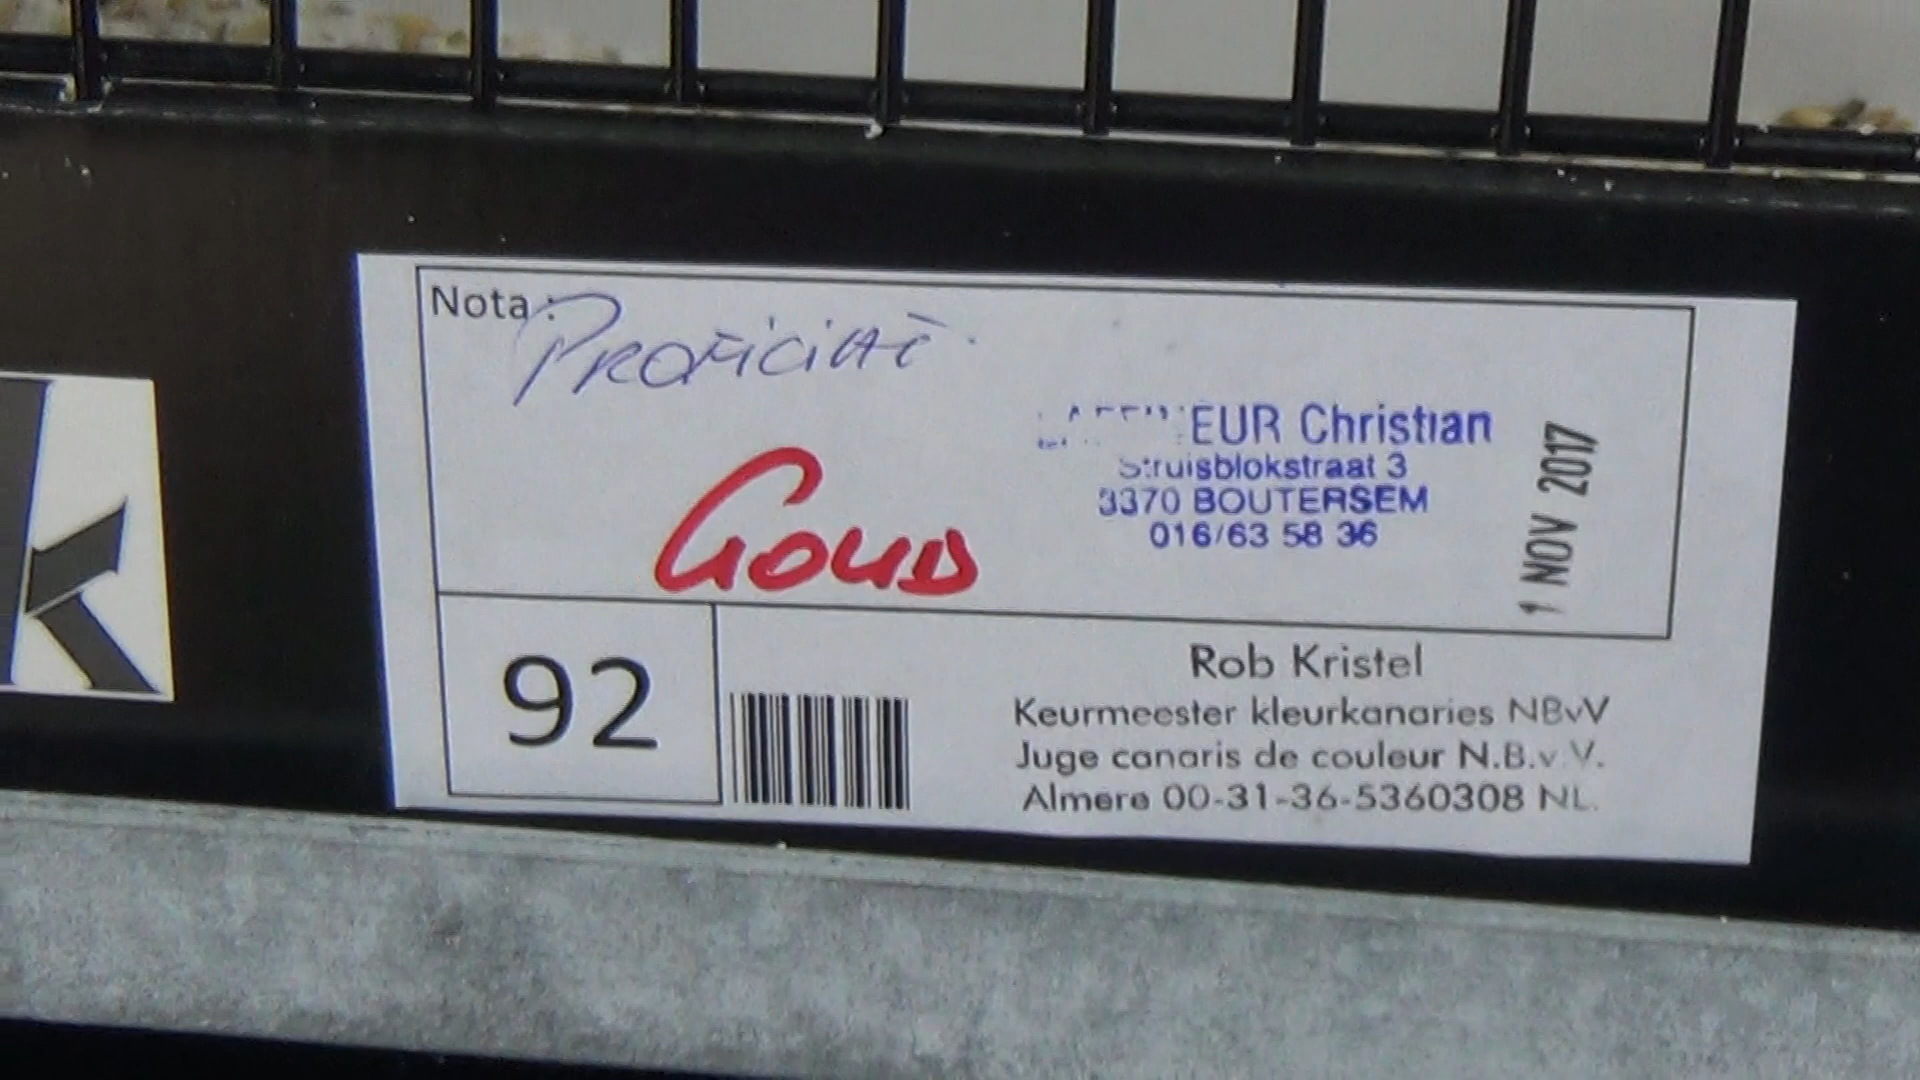 Nota :
Goud
EUR Christian
Struisblokstraat 3
3370 BOUTERSEM
016/63 58 36
1 NOV 2017
92
Rob Kristel
Keurmeester kleurkanaries NBvV
Juge canaris de couleur N.B.v.V.
Almere 00-31-36-5360308 NL.
k